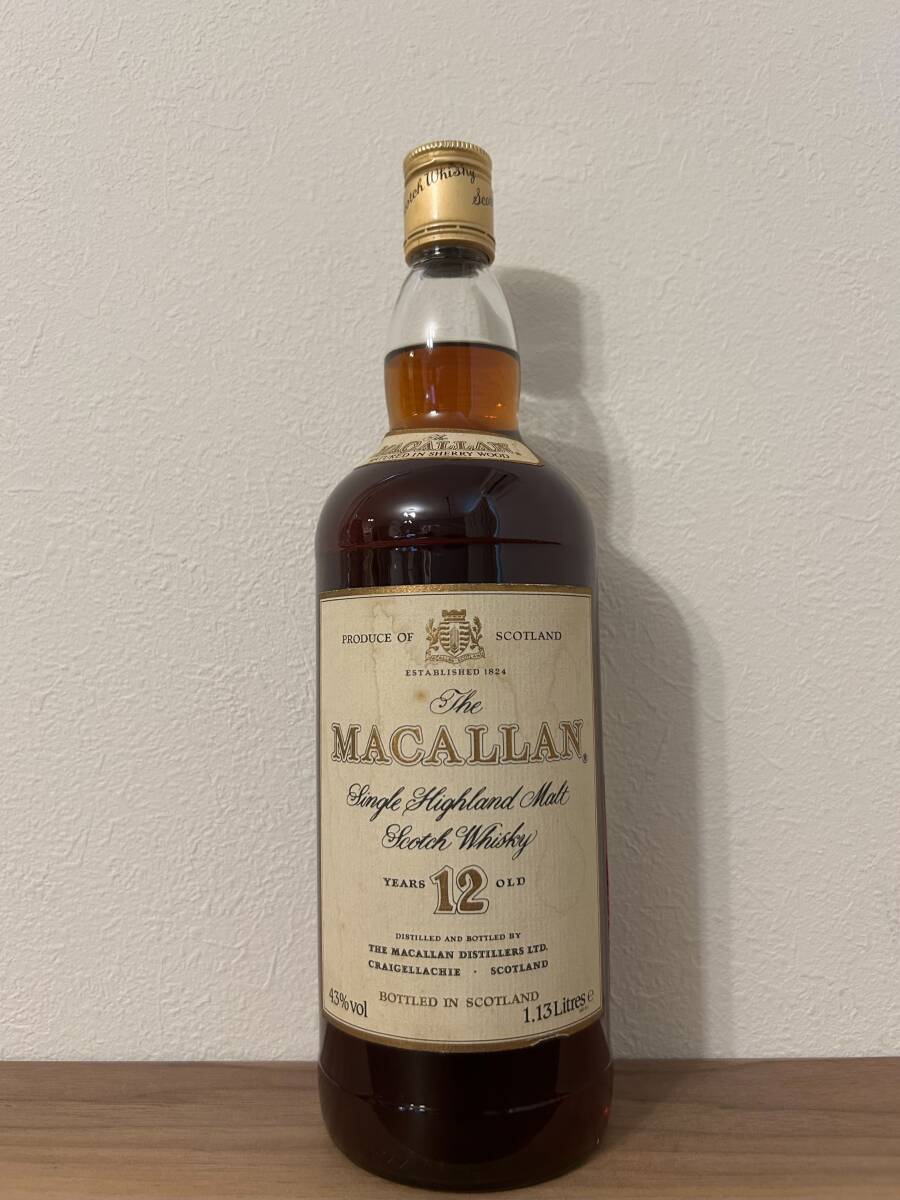 Whisky
The
MACALLAN
IN SHERRY WOOD
PRODUCE OF SCOTLAND
ESTABLISHED 1824
The
MACALLAN®
Single Highland Malt
Scotch Whisky
YEARS 12 OLD
DISTILLED AND BOTTLED BY
THE MACALLAN DISTILLERS LTD.
CRAIGELLACHIE · SCOTLAND
BOTTLED IN SCOTLAND
43% vol 1.13 Litres e